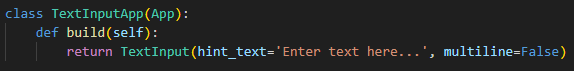 class TextInputApp(App):
    def build(self):
        return TextInput(hint_text='Enter text here...', multiline=False)